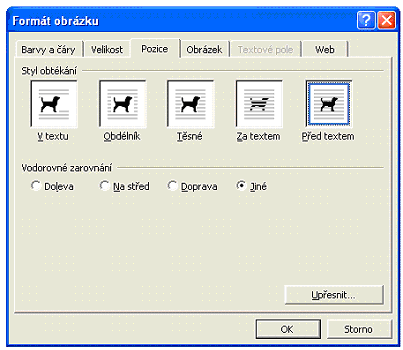 Formát obrázku
Barvy a čáry Velikost Pozice Obrázek Textové pole Web
Styl obtékání
V textu Obdélník Těsné Za textem Před textem
Vodorovné zarovnání
Doleva Na střed Doprava Jiné
Upřesnit...
OK Storno